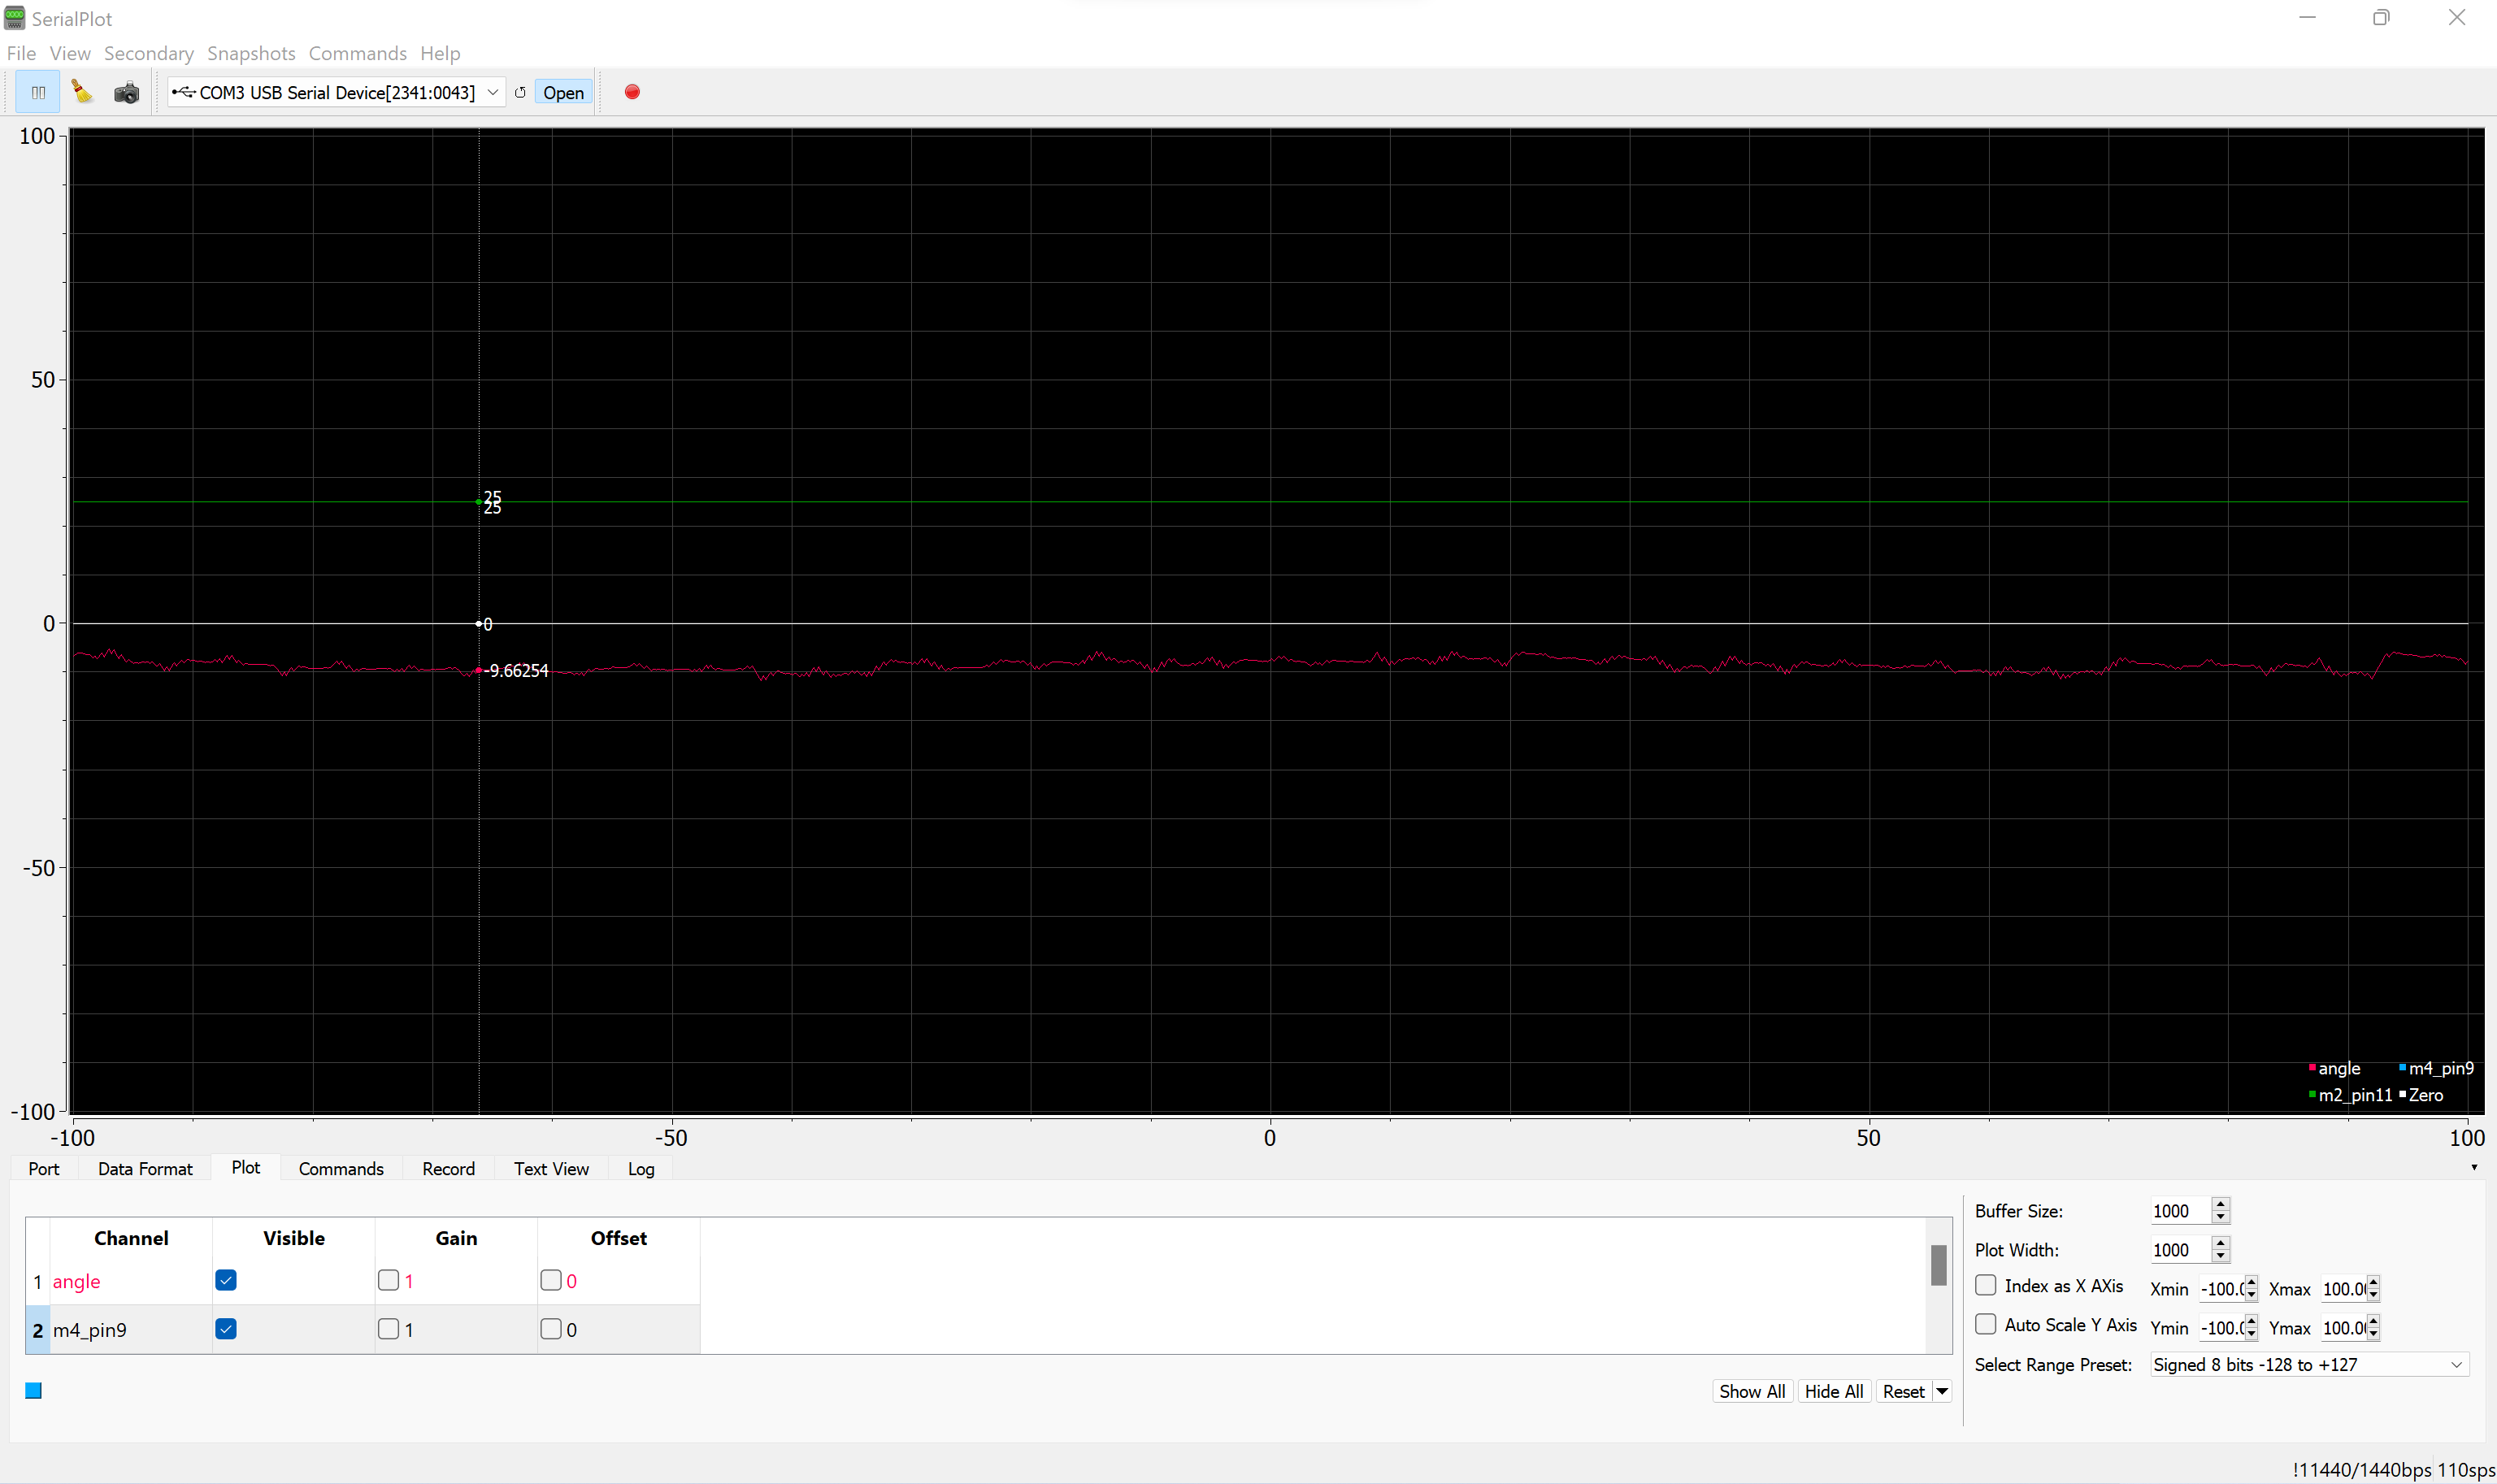 SerialPlot
File View Secondary Snapshots Commands Help
COM3 USB Serial Device[2341:0043] Open
100
50
0
-50
-100
25
25
0
-9.66254
angle m4_pin9
m2_pin11 Zero
-100 -50 0 50 100
Port Data Format Plot Commands Record Text View Log
Channel Visible Gain Offset
1 angle 1 0
2 m4_pin9 1 0
Show All Hide All Reset
Buffer Size: 1000
Plot Width: 1000
Index as X AXis Xmin -100.0 Xmax 100.00
Auto Scale Y Axis Ymin -100.0 Ymax 100.00
Select Range Preset: Signed 8 bits -128 to +127
!11440/1440bps 110sps